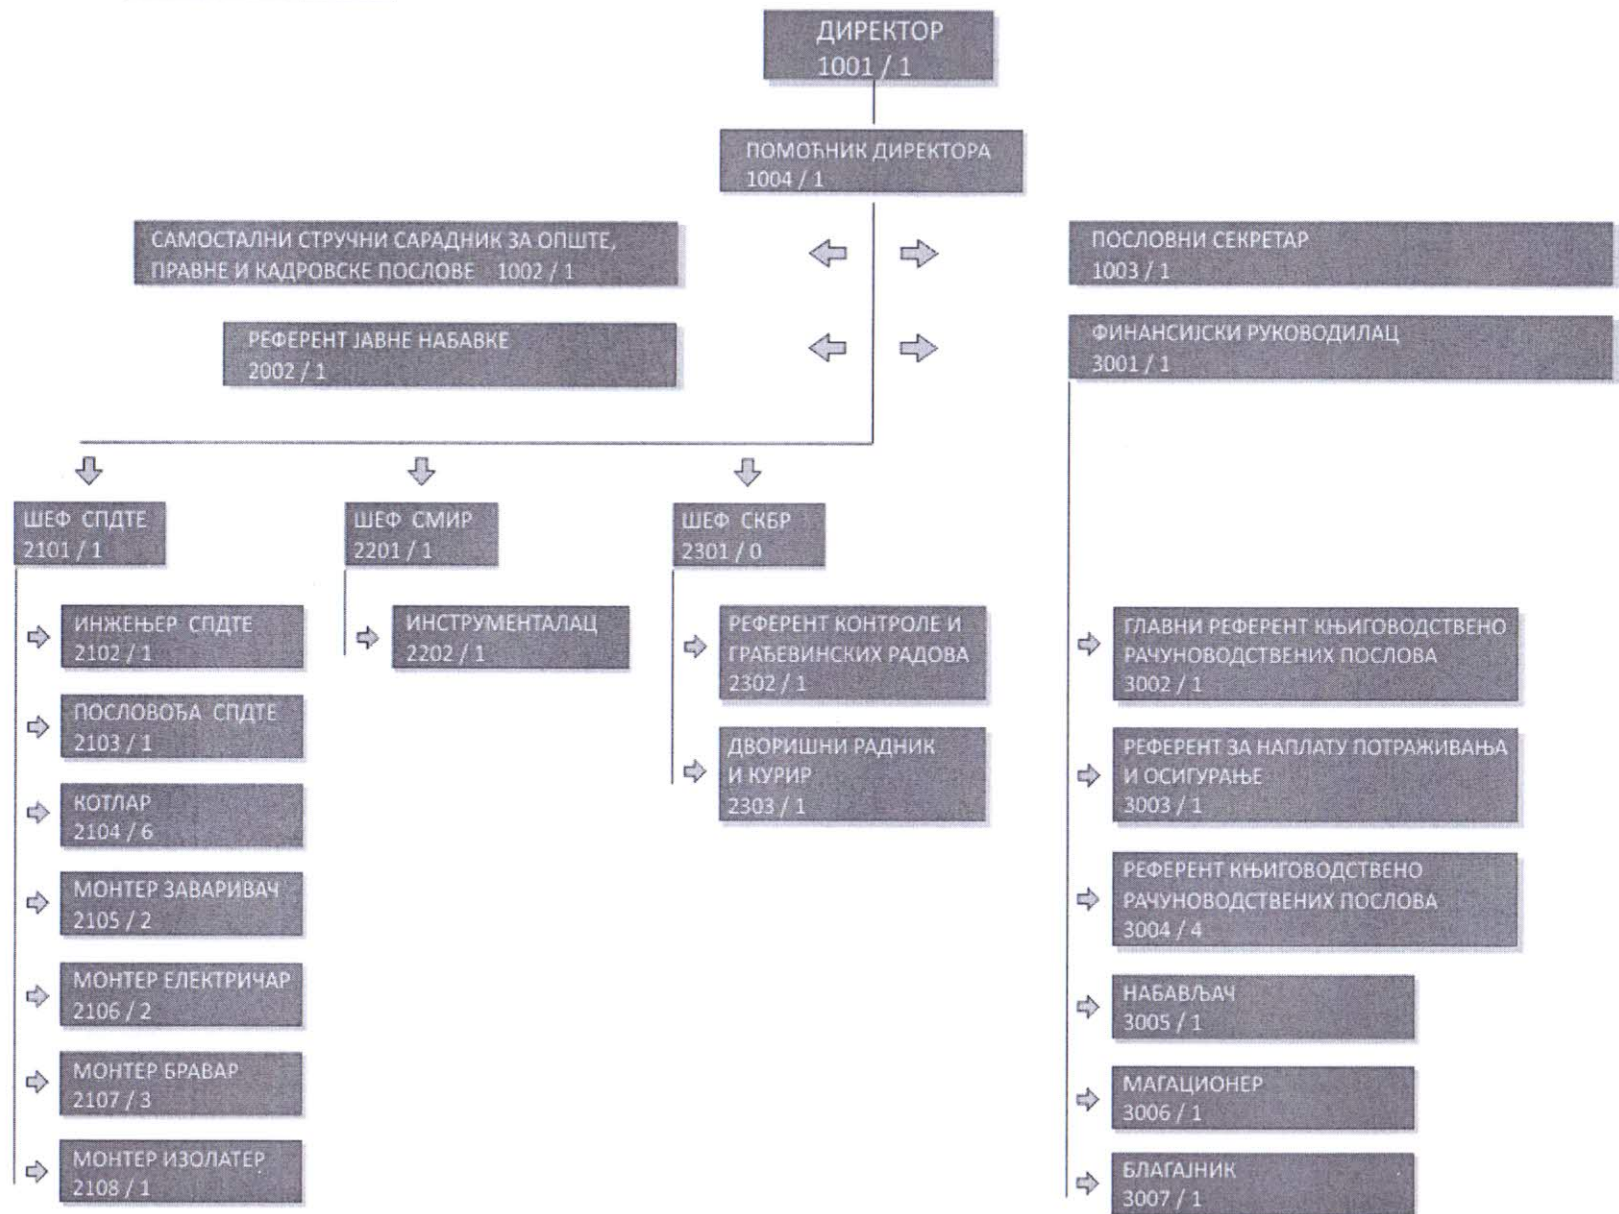 ДИРЕКТОР
1001 / 1
ПОМОЋНИК ДИРЕКТОРА
1004 / 1
САМОСТАЛНИ СТРУЧНИ САРАДНИК ЗА ОПШТЕ,
ПРАВНЕ И КАДРОВСКЕ ПОСЛОВЕ 1002 / 1
ПОСЛОВНИ СЕКРЕТАР
1003 / 1
РЕФЕРЕНТ ЈАВНЕ НАБАВКЕ
2002 / 1
ФИНАНСИЈСКИ РУКОВОДИЛАЦ
3001 / 1
ШЕФ СПДТЕ
2101 / 1
ИНЖЕЊЕР СПДТЕ
2102 / 1
ПОСЛОВОЂА СПДТЕ
2103 / 1
КОТЛАР
2104 / 6
МОНТЕР ЗАВАРИВАЧ
2105 / 2
МОНТЕР ЕЛЕКТРИЧАР
2106 / 2
МОНТЕР БРАВАР
2107 / 3
МОНТЕР ИЗОЛАТЕР
2108 / 1
ШЕФ СМИР
2201 / 1
ИНСТРУМЕНТАЛАЦ
2202 / 1
ШЕФ СКБР
2301 / 0
РЕФЕРЕНТ КОНТРОЛЕ И
ГРАЂЕВИНСКИХ РАДОВА
2302 / 1
ДВОРИШНИ РАДНИК
И КУРИР
2303 / 1
ГЛАВНИ РЕФЕРЕНТ КЊИГОВОДСТВЕНО
РАЧУНОВОДСТВЕНИХ ПОСЛОВА
3002 / 1
РЕФЕРЕНТ ЗА НАПЛАТУ ПОТРАЖИВАЊА
И ОСИГУРАЊЕ
3003 / 1
РЕФЕРЕНТ КЊИГОВОДСТВЕНО
РАЧУНОВОДСТВЕНИХ ПОСЛОВА
3004 / 4
НАБАВЉАЧ
3005 / 1
МАГАЦИОНЕР
3006 / 1
БЛАГАЈНИК
3007 / 1